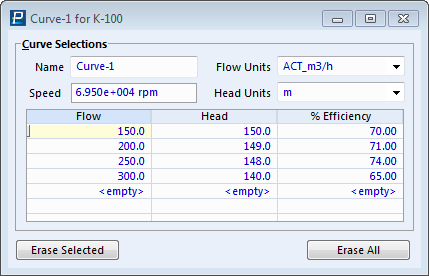 Curve-1 for K-100
Curve Selections
Name Curve-1 Flow Units ACT_m3/h
Speed 6.950e+004 rpm Head Units m
Flow Head % Efficiency
150.0 150.0 70.00
200.0 149.0 71.00
250.0 148.0 74.00
300.0 140.0 65.00
<empty> <empty> <empty>
Erase Selected Erase All